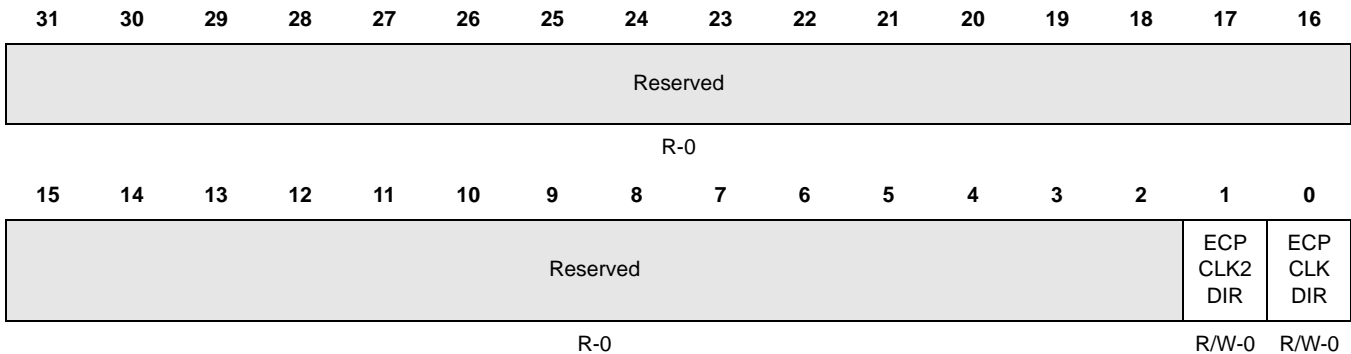 31 30 29 28 27 26 25 24 23 22 21 20 19 18 17 16
Reserved
R-0
15 14 13 12 11 10 9 8 7 6 5 4 3 2 1 0
Reserved
ECP CLK2 DIR
ECP CLK DIR
R-0 R/W-0 R/W-0